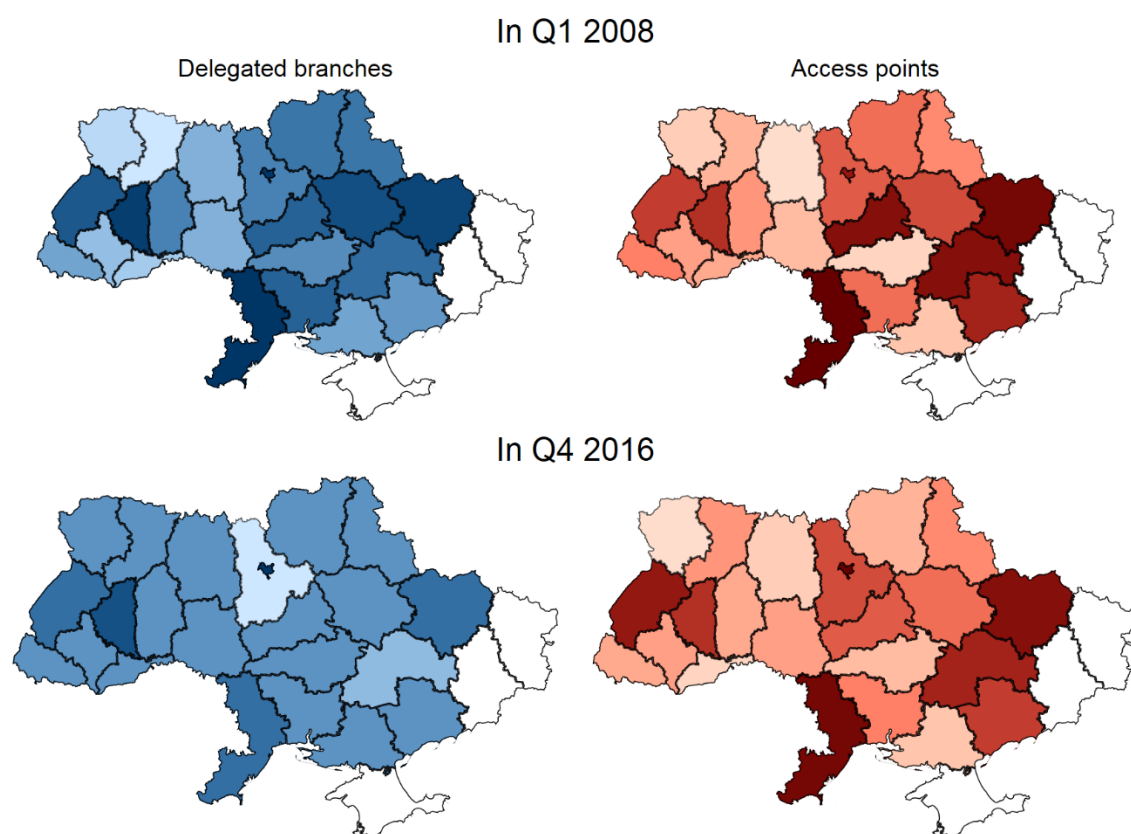 In Q1 2008
Delegated branches
Access points
In Q4 2016